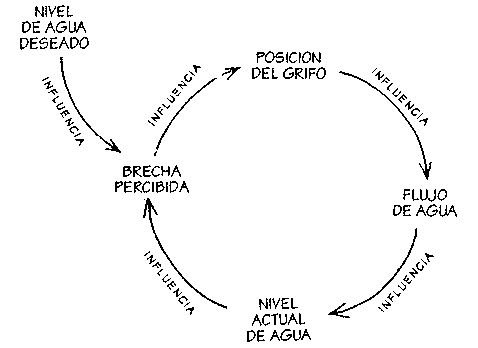 NIVEL
DE AGUA
DESEADO
INFLUENCIA
INFLUENCIA
POSICION
DEL GRIFO
INFLUENCIA
BRECHA
PERCIBIDA
FLUJO
DE AGUA
INFLUENCIA
INFLUENCIA
NIVEL
ACTUAL
DE AGUA